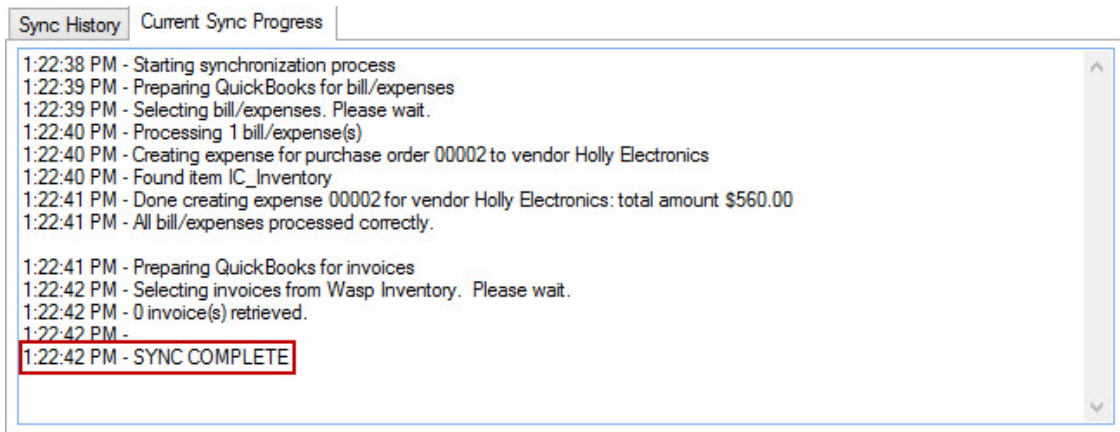 Sync History
Current Sync Progress
1:22:38 PM - Starting synchronization process
1:22:39 PM - Preparing QuickBooks for bill/expenses
1:22:39 PM - Selecting bill/expenses. Please wait.
1:22:40 PM - Processing 1 bill/expense(s)
1:22:40 PM - Creating expense for purchase order 00002 to vendor Holly Electronics
1:22:40 PM - Found item IC_Inventory
1:22:41 PM - Done creating expense 00002 for vendor Holly Electronics: total amount $560.00
1:22:41 PM - All bill/expenses processed correctly.
1:22:41 PM - Preparing QuickBooks for invoices
1:22:42 PM - Selecting invoices from Wasp Inventory.  Please wait.
1:22:42 PM - 0 invoice(s) retrieved.
1:22:42 PM -
1:22:42 PM - SYNC COMPLETE